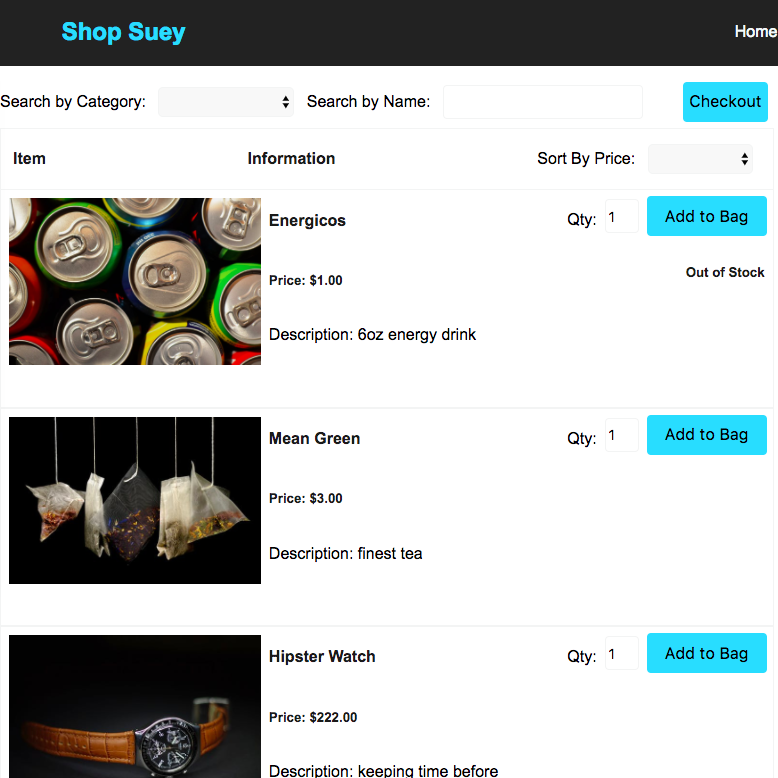 Shop Suey
Home
Search by Category:
Search by Name:
Checkout
Item
Information
Sort By Price:
Energicos
Qty: 1
Add to Bag
Price: $1.00
Out of Stock
Description: 6oz energy drink
Mean Green
Qty: 1
Add to Bag
Price: $3.00
Description: finest tea
Hipster Watch
Qty: 1
Add to Bag
Price: $222.00
Description: keeping time before